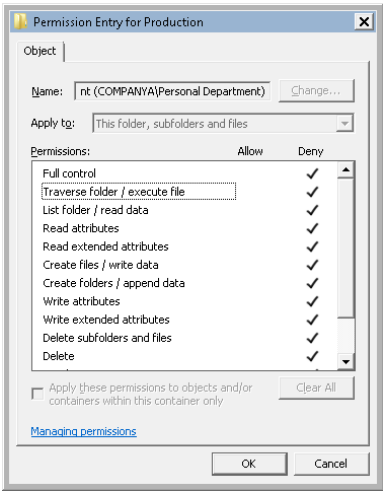 Permission Entry for Production
Object
Name: nt (COMPANYA\Personal Department) Change...
Apply to: This folder, subfolders and files
Permissions: Allow Deny
Full control
Traverse folder / execute file
List folder / read data
Read attributes
Read extended attributes
Create files / write data
Create folders / append data
Write attributes
Write extended attributes
Delete subfolders and files
Delete
Apply these permissions to objects and/or Clear All
containers within this container only
Managing permissions
OK Cancel